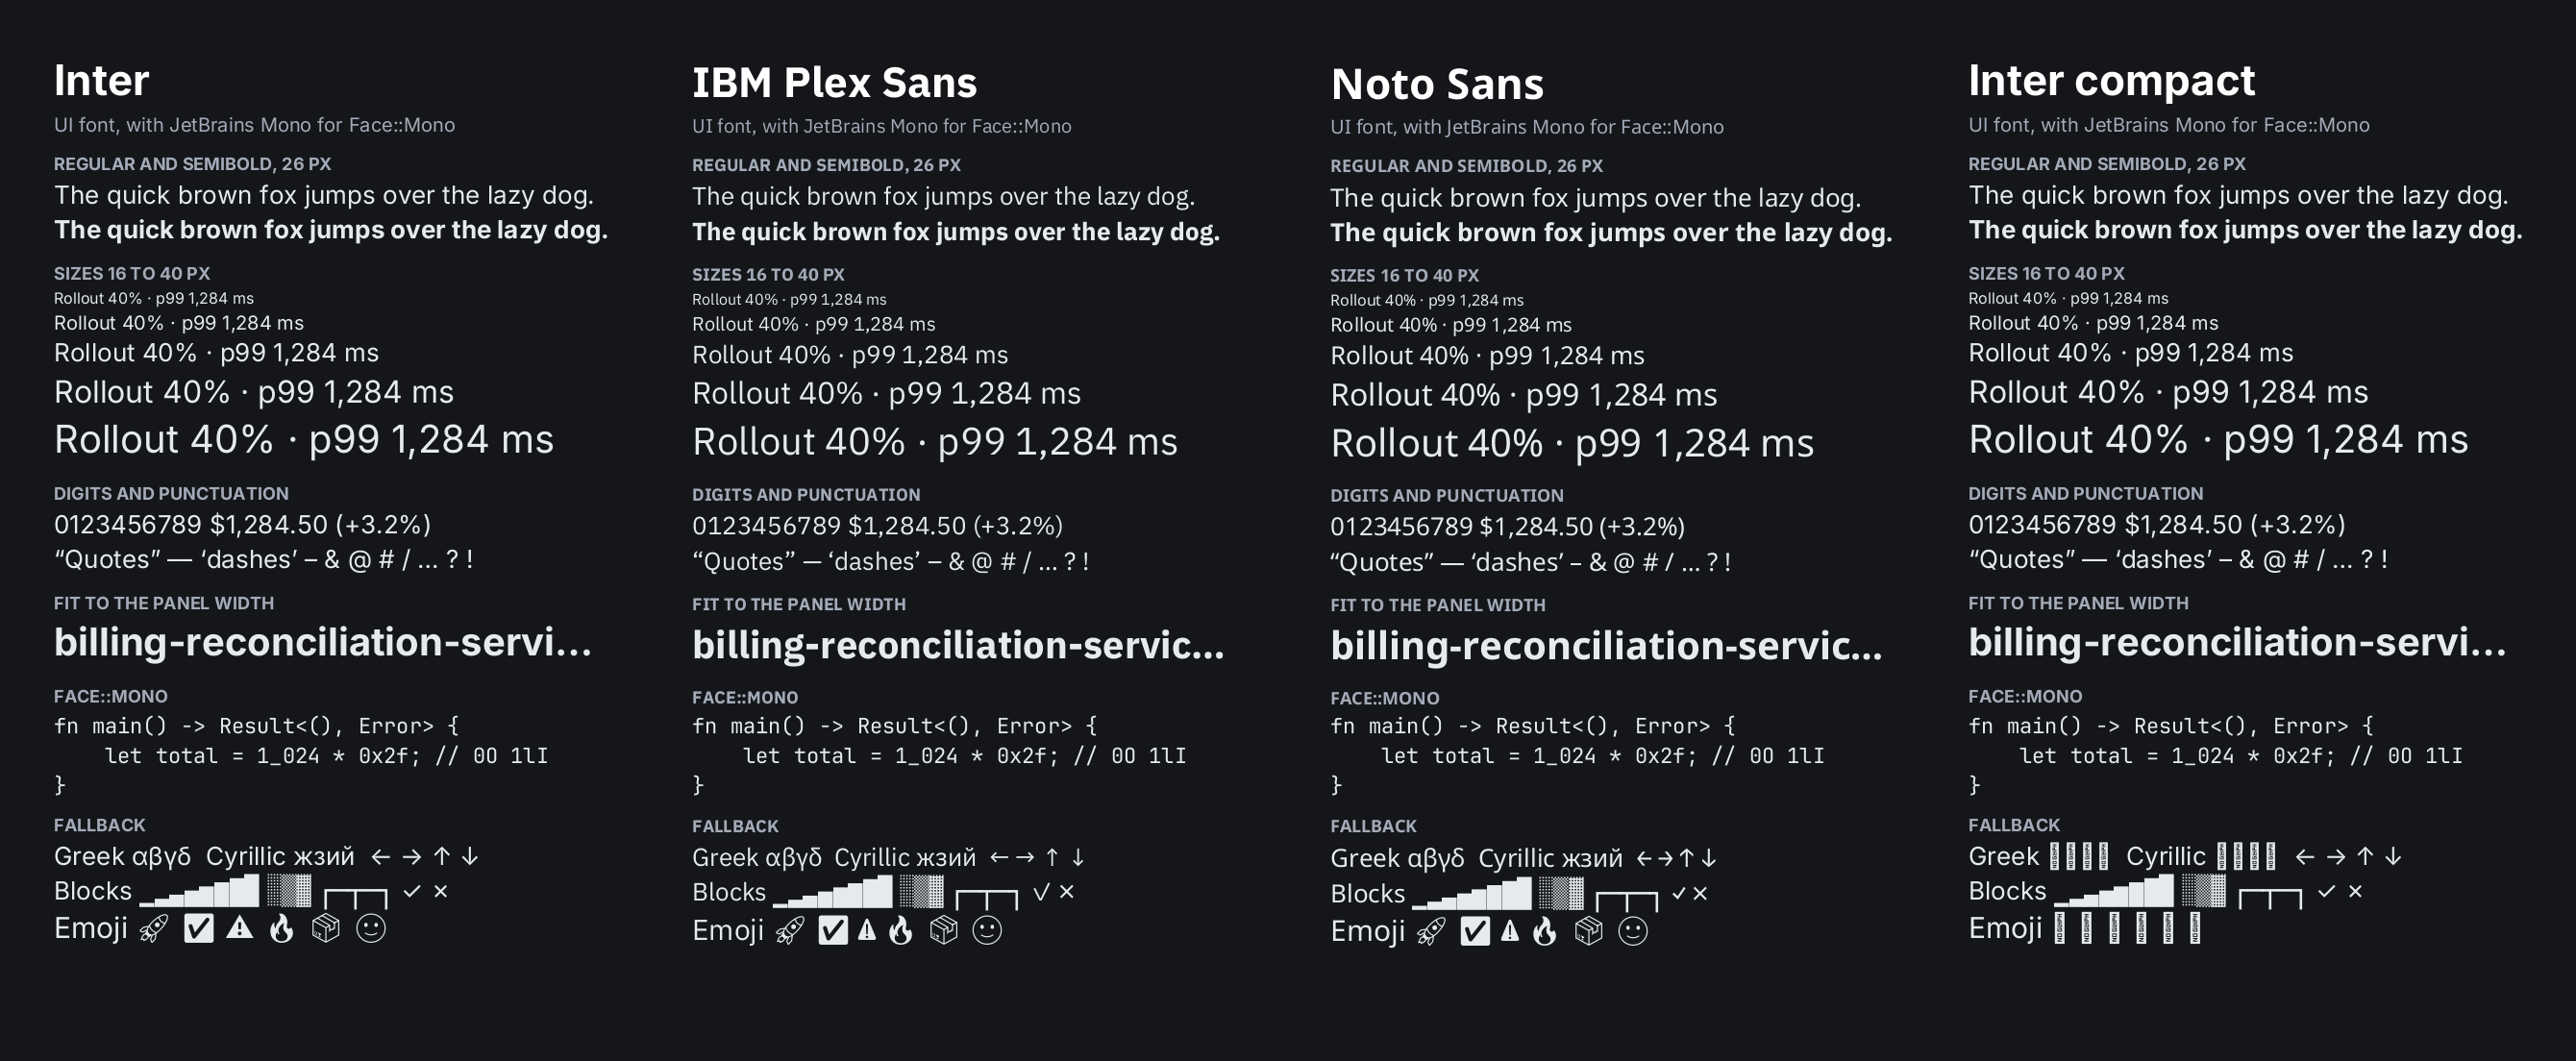 Inter
UI font, with JetBrains Mono for Face::Mono
REGULAR AND SEMIBOLD, 26 PX
The quick brown fox jumps over the lazy dog.
The quick brown fox jumps over the lazy dog.
SIZES 16 TO 40 PX
Rollout 40% · p99 1,284 ms
Rollout 40% · p99 1,284 ms
Rollout 40% · p99 1,284 ms
Rollout 40% · p99 1,284 ms
Rollout 40% · p99 1,284 ms
DIGITS AND PUNCTUATION
0123456789 $1,284.50 (+3.2%)
“Quotes” — ‘dashes’ – & @ # / … ? !
FIT TO THE PANEL WIDTH
billing-reconciliation-servi…
FACE::MONO
fn main() -> Result<(), Error> {
    let total = 1_024 * 0x2f; // 0O 1lI
}
FALLBACK
Greek αβγδ  Cyrillic жзий  ← → ↑ ↓
Blocks ▁▂▃▄▅▆▇█ ░▒▓ ┌┬┬┐ ✓ ×
Emoji 🚀 ☑ ⚠ 🔥 📦 🙂
IBM Plex Sans
UI font, with JetBrains Mono for Face::Mono
REGULAR AND SEMIBOLD, 26 PX
The quick brown fox jumps over the lazy dog.
The quick brown fox jumps over the lazy dog.
SIZES 16 TO 40 PX
Rollout 40% · p99 1,284 ms
Rollout 40% · p99 1,284 ms
Rollout 40% · p99 1,284 ms
Rollout 40% · p99 1,284 ms
Rollout 40% · p99 1,284 ms
DIGITS AND PUNCTUATION
0123456789 $1,284.50 (+3.2%)
“Quotes” — ‘dashes’ – & @ # / … ? !
FIT TO THE PANEL WIDTH
billing-reconciliation-servic…
FACE::MONO
fn main() -> Result<(), Error> {
    let total = 1_024 * 0x2f; // 0O 1lI
}
FALLBACK
Greek αβγδ  Cyrillic жзий  ← → ↑ ↓
Blocks ▁▂▃▄▅▆▇█ ░▒▓ ┌┬┬┐ ✓ ×
Emoji 🚀 ☑ ⚠ 🔥 📦 🙂
Noto Sans
UI font, with JetBrains Mono for Face::Mono
REGULAR AND SEMIBOLD, 26 PX
The quick brown fox jumps over the lazy dog.
The quick brown fox jumps over the lazy dog.
SIZES 16 TO 40 PX
Rollout 40% · p99 1,284 ms
Rollout 40% · p99 1,284 ms
Rollout 40% · p99 1,284 ms
Rollout 40% · p99 1,284 ms
Rollout 40% · p99 1,284 ms
DIGITS AND PUNCTUATION
0123456789 $1,284.50 (+3.2%)
“Quotes” — ‘dashes’ – & @ # / … ? !
FIT TO THE PANEL WIDTH
billing-reconciliation-servic…
FACE::MONO
fn main() -> Result<(), Error> {
    let total = 1_024 * 0x2f; // 0O 1lI
}
FALLBACK
Greek αβγδ  Cyrillic жзий  ← → ↑ ↓
Blocks ▁▂▃▄▅▆▇█ ░▒▓ ┌┬┬┐ ✓ ×
Emoji 🚀 ☑ ⚠ 🔥 📦 🙂
Inter compact
UI font, with JetBrains Mono for Face::Mono
REGULAR AND SEMIBOLD, 26 PX
The quick brown fox jumps over the lazy dog.
The quick brown fox jumps over the lazy dog.
SIZES 16 TO 40 PX
Rollout 40% · p99 1,284 ms
Rollout 40% · p99 1,284 ms
Rollout 40% · p99 1,284 ms
Rollout 40% · p99 1,284 ms
Rollout 40% · p99 1,284 ms
DIGITS AND PUNCTUATION
0123456789 $1,284.50 (+3.2%)
“Quotes” — ‘dashes’ – & @ # / … ? !
FIT TO THE PANEL WIDTH
billing-reconciliation-servi…
FACE::MONO
fn main() -> Result<(), Error> {
    let total = 1_024 * 0x2f; // 0O 1lI
}
FALLBACK
Greek  Cyrillic  ← → ↑ ↓
Blocks ▁▂▃▄▅▆▇█ ░▒▓ ┌┬┬┐ ✓ ×
Emoji